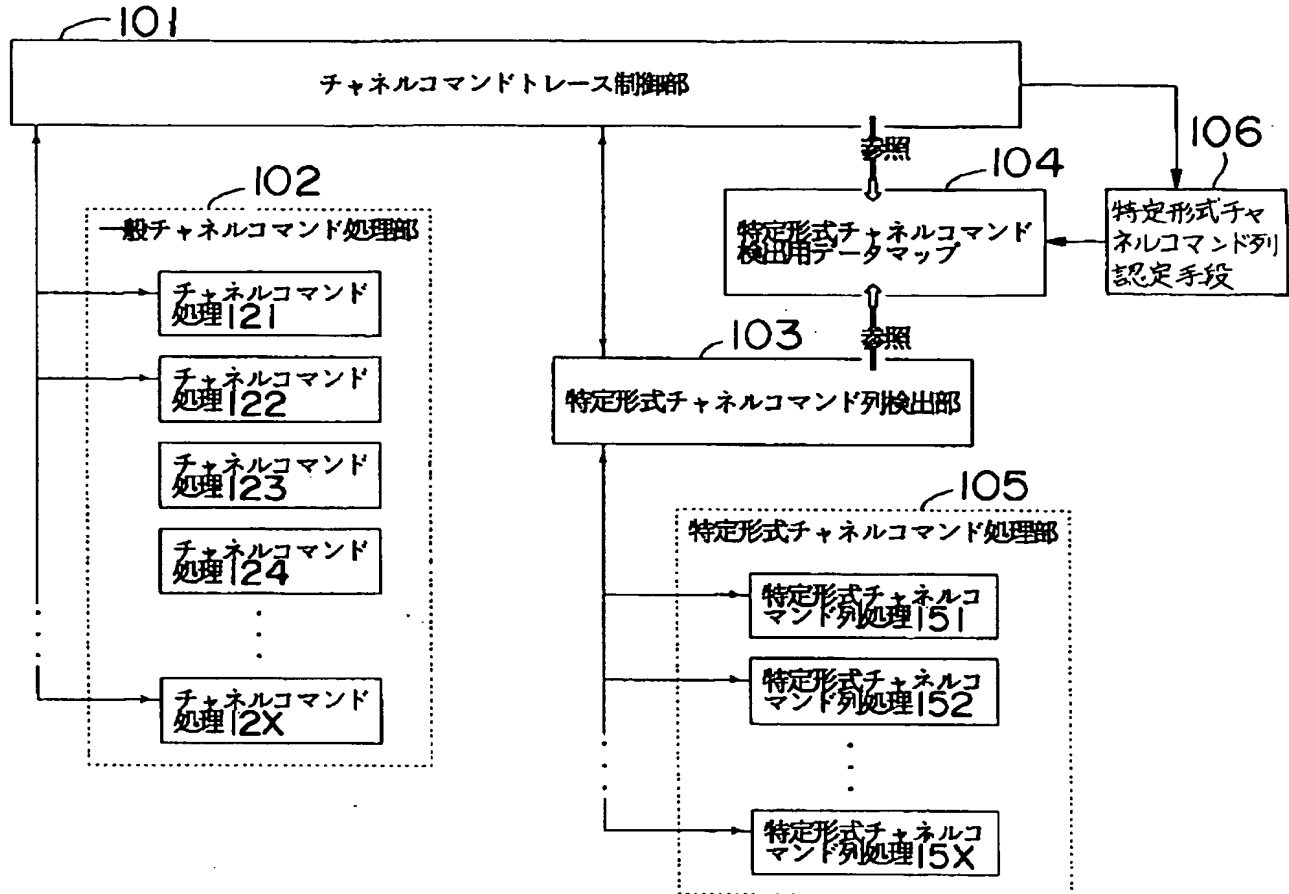 101
チャネルコマンドトレース制御部
参照
106
102
104
一般チャネルコマンド処理部
特定形式チャネルコマンド
検出用データマップ
特定形式チャ
ネルコマンド列
認定手段
チャネルコマンド
処理121
参照
103
チャネルコマンド
処理122
特定形式チャネルコマンド列検出部
チャネルコマンド
処理123
105
チャネルコマンド
処理124
特定形式チャネルコマンド処理部
特定形式チャネルコ
マンド列処理151
チャネルコマンド
処理12X
特定形式チャネルコ
マンド列処理152
特定形式チャネルコ
マンド列処理15X